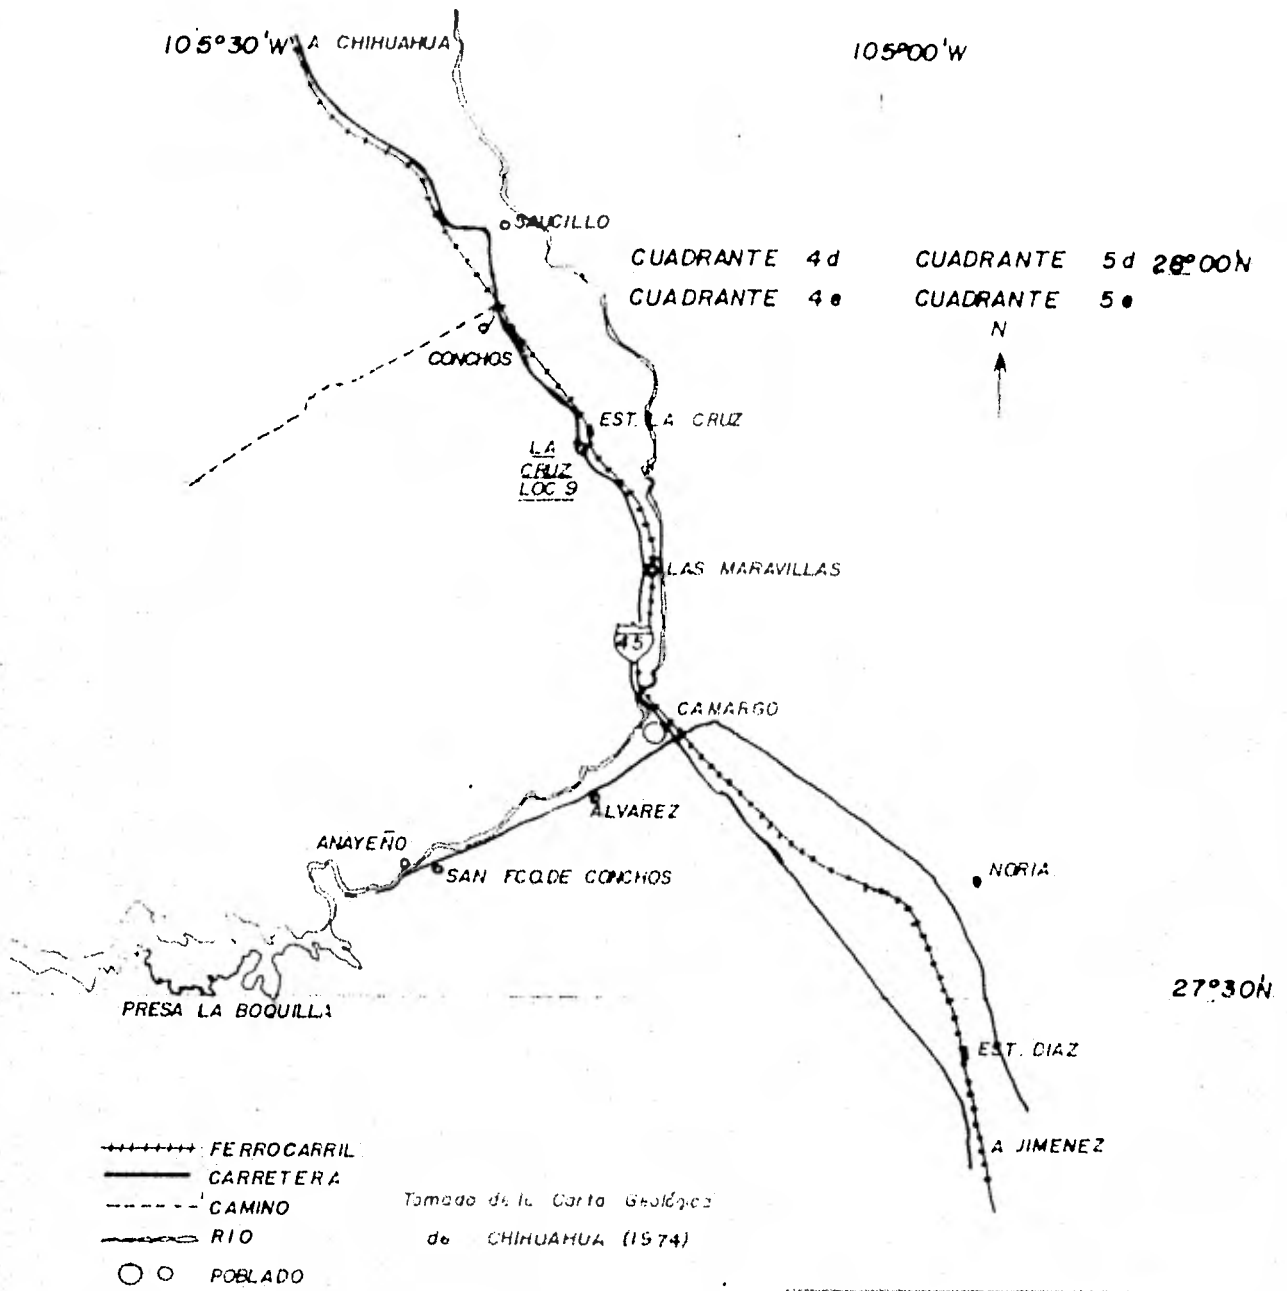 105°30'W A CHIHUAHUA
105°00'W
SAUCILLO
CUADRANTE 4d CUADRANTE 5d 28°00'N
CUADRANTE 4e CUADRANTE 5e
N
CONCHOS
EST. LA CRUZ
LA
CRUZ
LOC 9
LAS MARAVILLAS
45
CAMARGO
ALVAREZ
ANAYEÑO
SAN FCO.DE CONCHOS
NORIA
27°30'N
PRESA LA BOQUILLA
EST. DIAZ
A JIMENEZ
FERROCARRIL
CARRETERA
CAMINO
RIO
POBLADO
Tomado de la Carta Geológica
de CHIHUAHUA (1974)